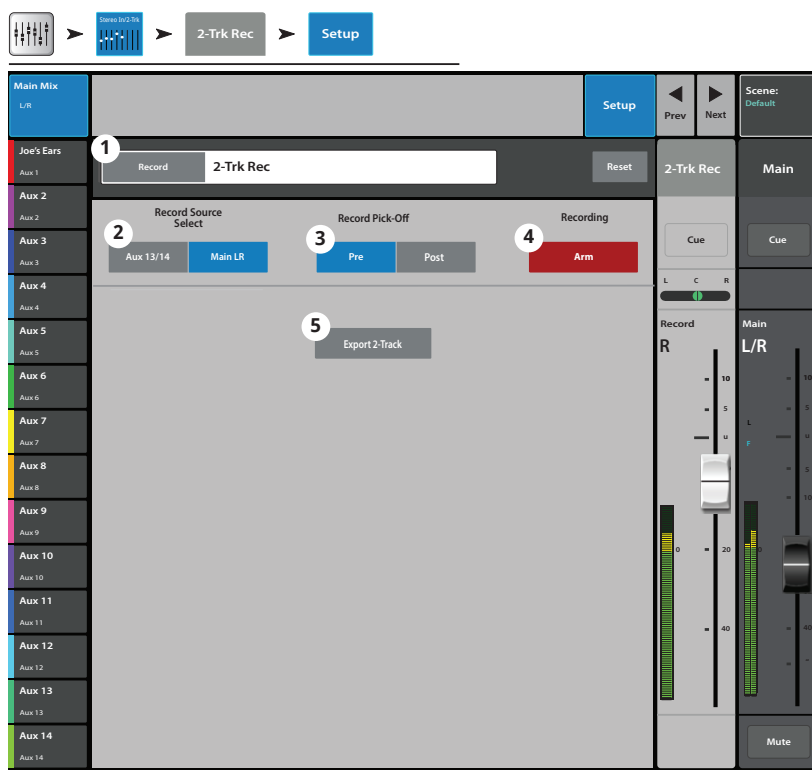 Stereo In/2-Trk
2-Trk Rec
Setup
Main Mix
L/R
Setup
Prev
Next
Scene:
Default
Joe's Ears
Aux 1
1
Record
2-Trk Rec
Reset
2-Trk Rec
Main
Aux 2
Aux 2
Record Source
Select
Record Pick-Off
Recording
2
Aux 13/14
Main LR
3
Pre
Post
4
Arm
Cue
Cue
Aux 3
Aux 3
Aux 4
Aux 4
L C R
Aux 5
Aux 5
5
Export 2-Track
Record
R
Main
L/R
Aux 6
Aux 6
Aux 7
Aux 7
Aux 8
Aux 8
Aux 9
Aux 9
Aux 10
Aux 10
Aux 11
Aux 11
Aux 12
Aux 12
Aux 13
Aux 13
Aux 14
Aux 14
10
5
u
5
0
20
40
10
5
L
u
F
5
10
0
20
40
Mute